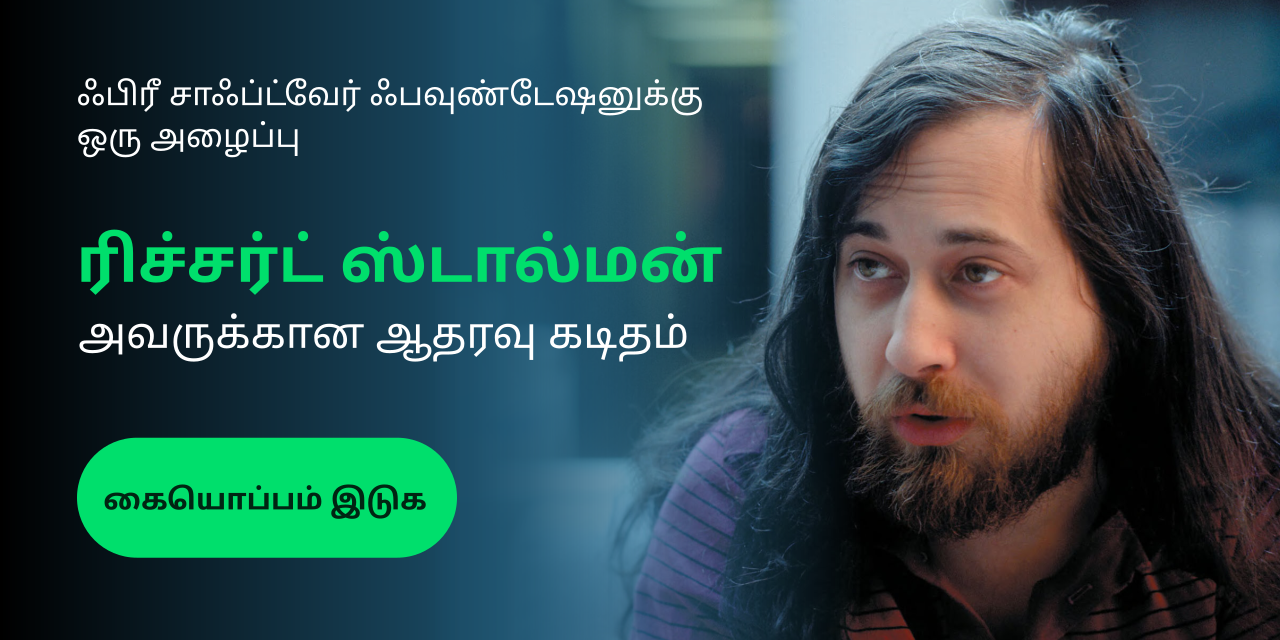 ஃபிரீ சாஃப்ட்வேர் ஃபவுண்டேஷனுக்கு
ஒரு அழைப்பு
ரிச்சர்ட் ஸ்டால்மன்
அவருக்கான ஆதரவு கடிதம்
கையொப்பம் இடுக